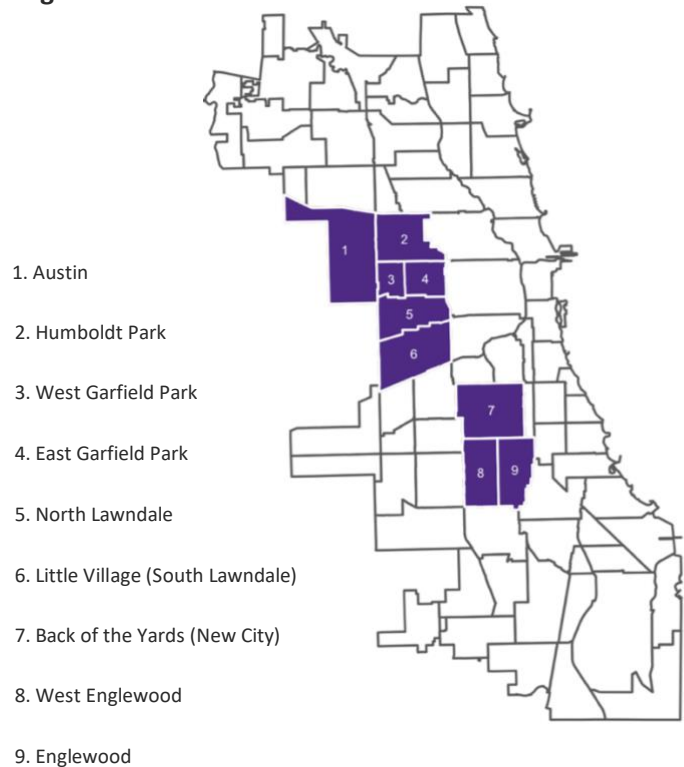 1. Austin
2. Humboldt Park
3. West Garfield Park
4. East Garfield Park
5. North Lawndale
6. Little Village (South Lawndale)
7. Back of the Yards (New City)
8. West Englewood
9. Englewood
1
2
3
4
5
6
7
8
9